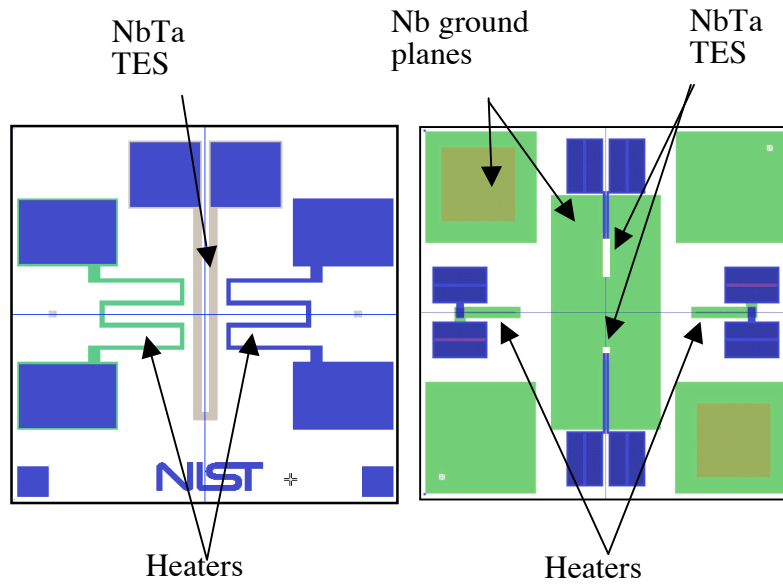 NbTa
TES
Nb ground
planes
NbTa
TES
NIST
Heaters
Heaters